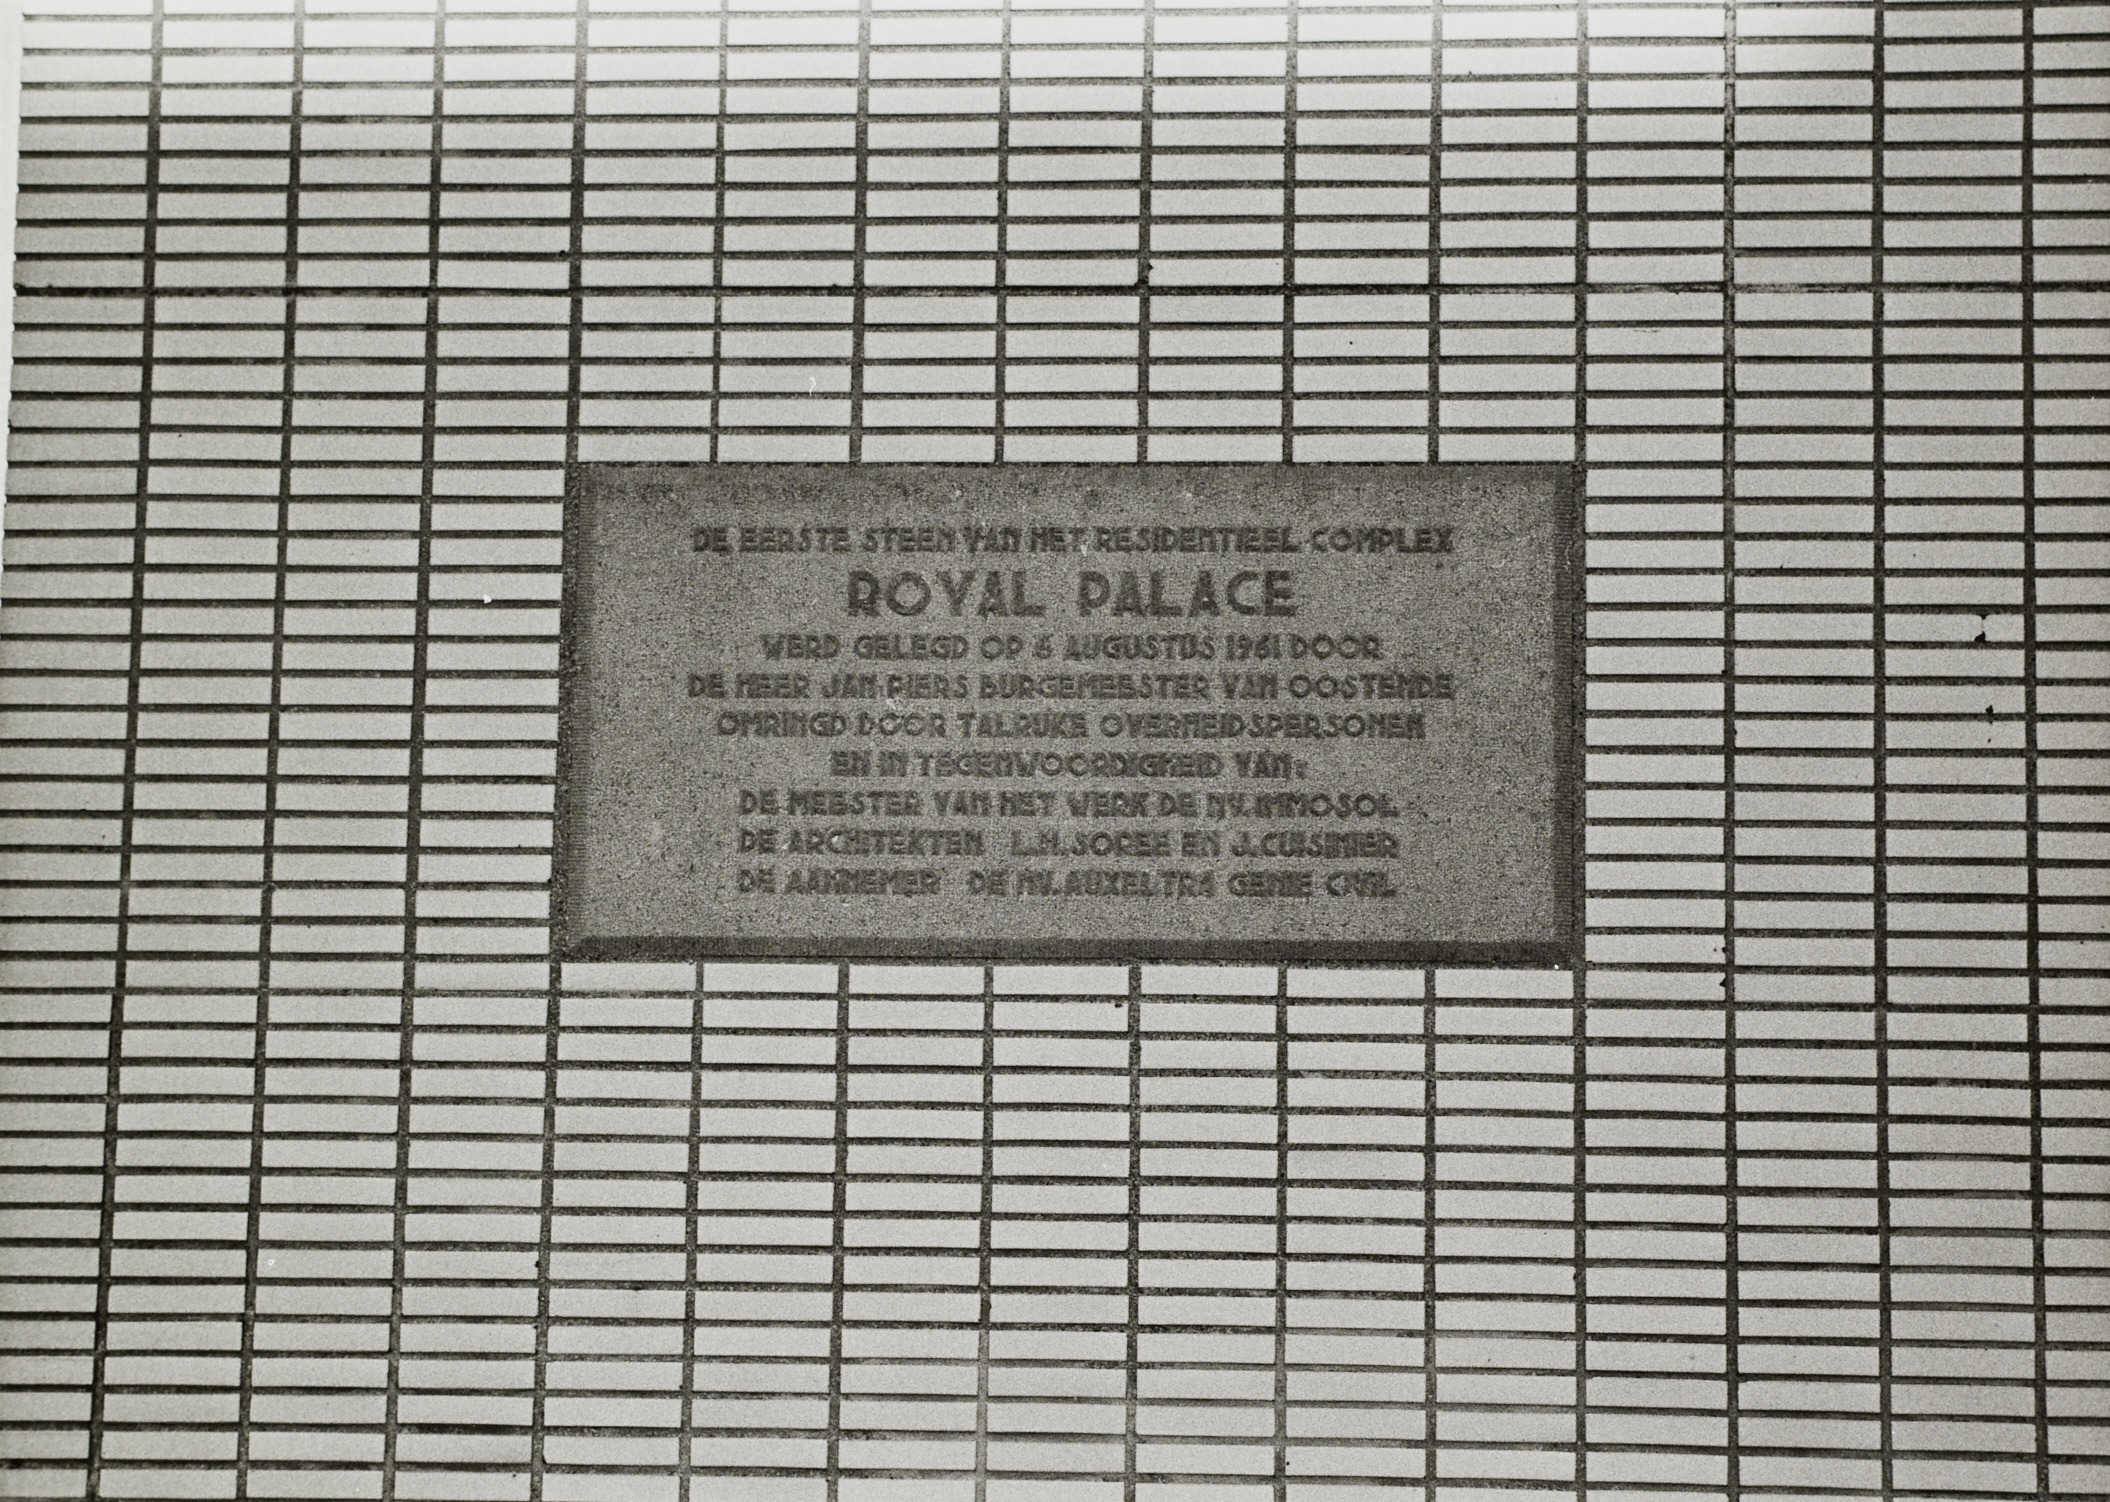 DE EERSTE STEEN VAN HET RESIDENTIEEL COMPLEX
ROYAL PALACE
WERD GELEGD OP 6 AUGUSTUS 1961 DOOR
DE HEER JAN PIERS BURGEMEESTER VAN OOSTENDE
OMRINGD DOOR TALRIJKE OVERHEIDSPERSONEN
EN IN TEGENWOORDIGHEID VAN:
DE MEESTER VAN HET WERK DE N.V. IMMOSOL
DE ARCHITEKTEN L.H. SOREE EN J. CUISINIER
DE AANNEMER DE N.V. AUXELTRA GENIE CIVIL